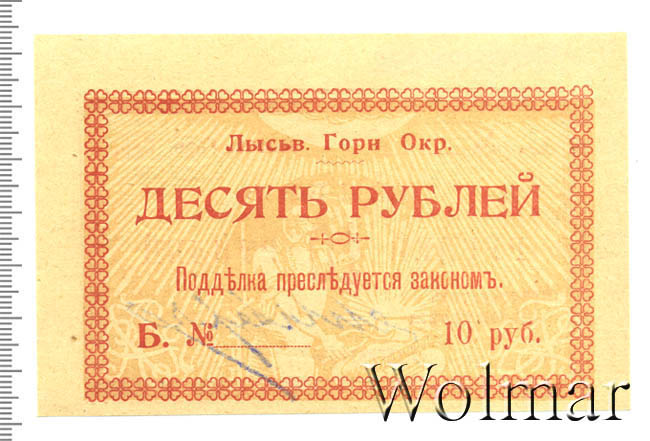 Лысьв. Горн Окр.
ДЕСЯТЬ РУБЛЕЙ
Поддѣлка преслѣдуется закономъ.
Б. № 10 руб.
Wolmar